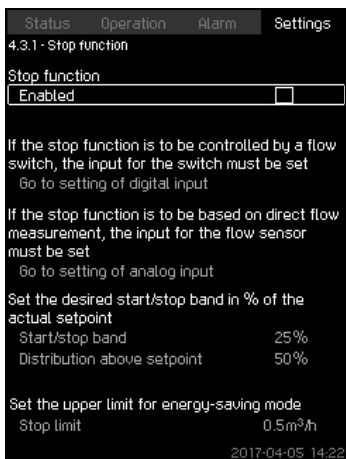 Status Operation Alarm Settings
4.3.1 - Stop function
Stop function
Enabled
If the stop function is to be controlled by a flow
switch, the input for the switch must be set
Go to setting of digital input
If the stop function is to be based on direct flow
measurement, the input for the flow sensor
must be set
Go to setting of analog input
Set the desired start/stop band in % of the
actual setpoint
Start/stop band 25%
Distribution above setpoint 50%
Set the upper limit for energy-saving mode
Stop limit 0.5m³/h
2017-04-05 14:22